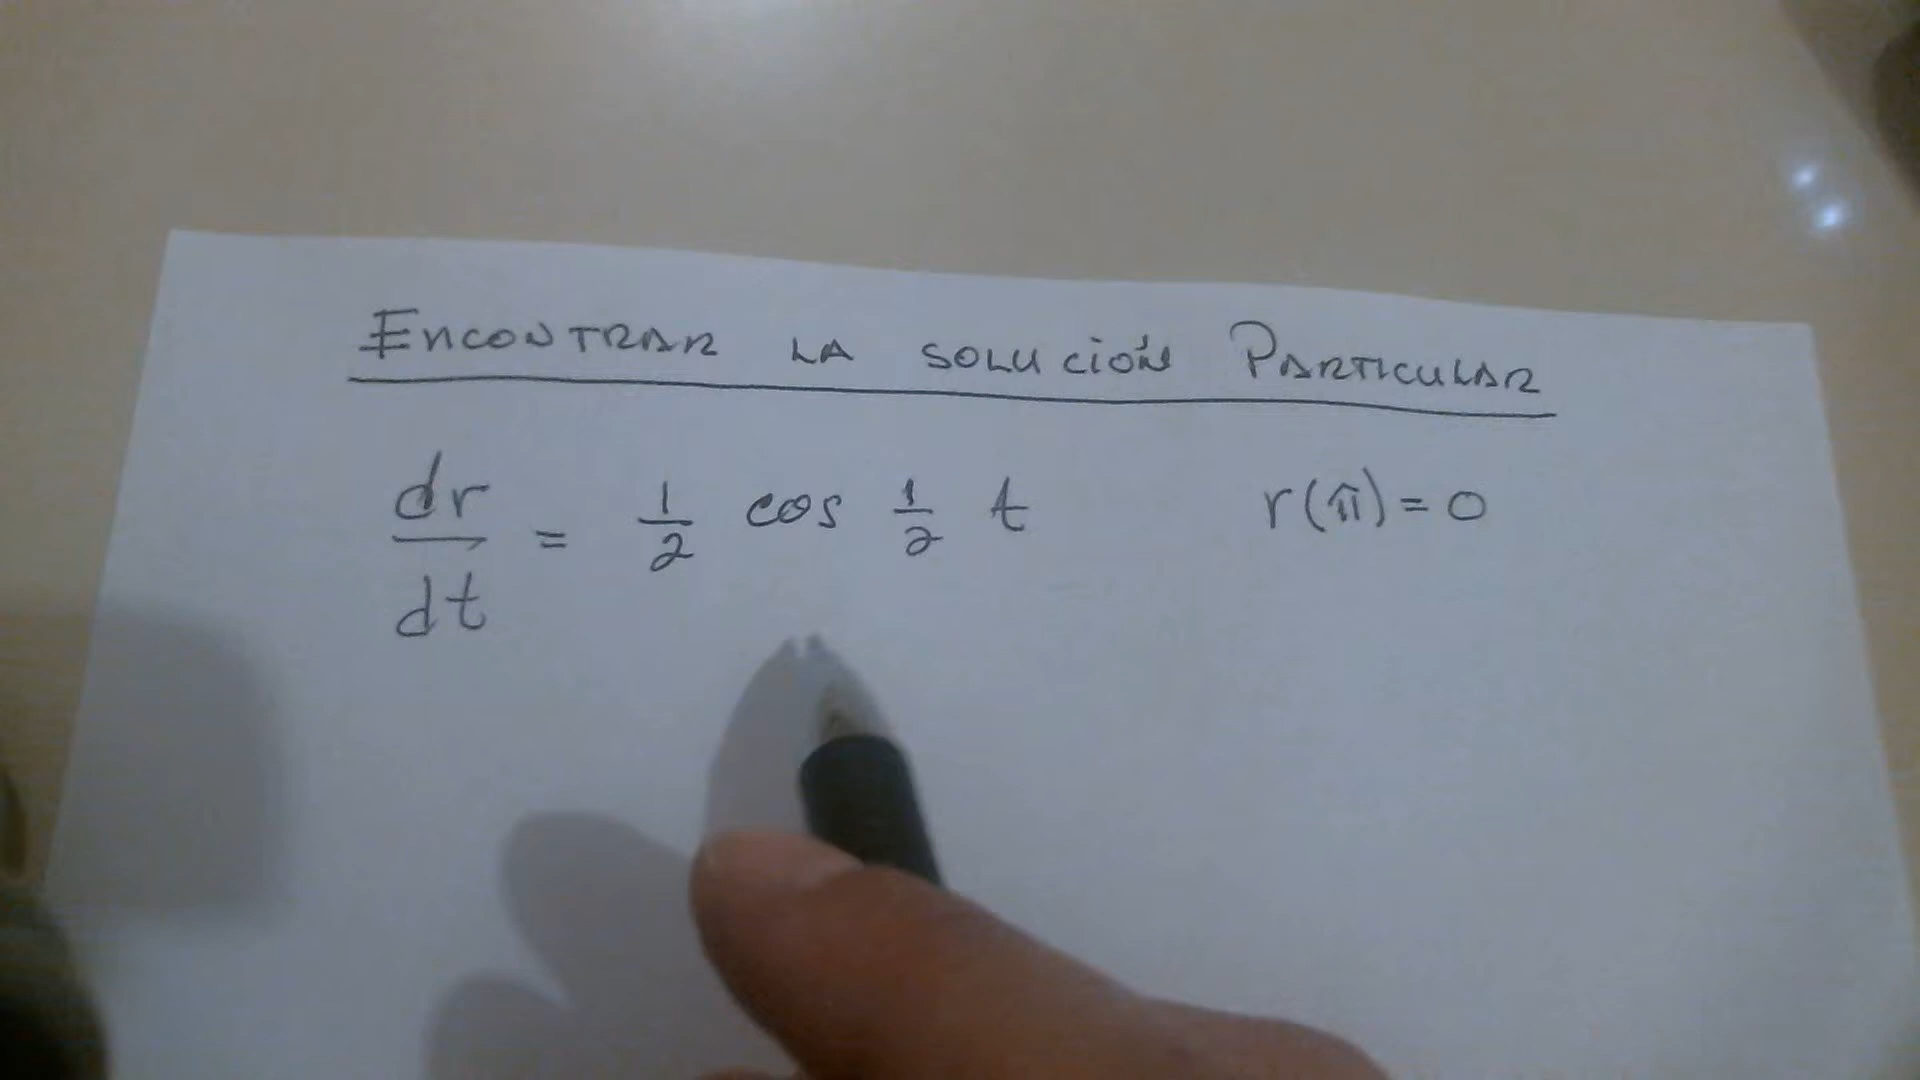 ENCONTRAR LA SOLUCIÓN PARTICULAR
dr/dt = 1/2 cos 1/2 t r(π) = 0